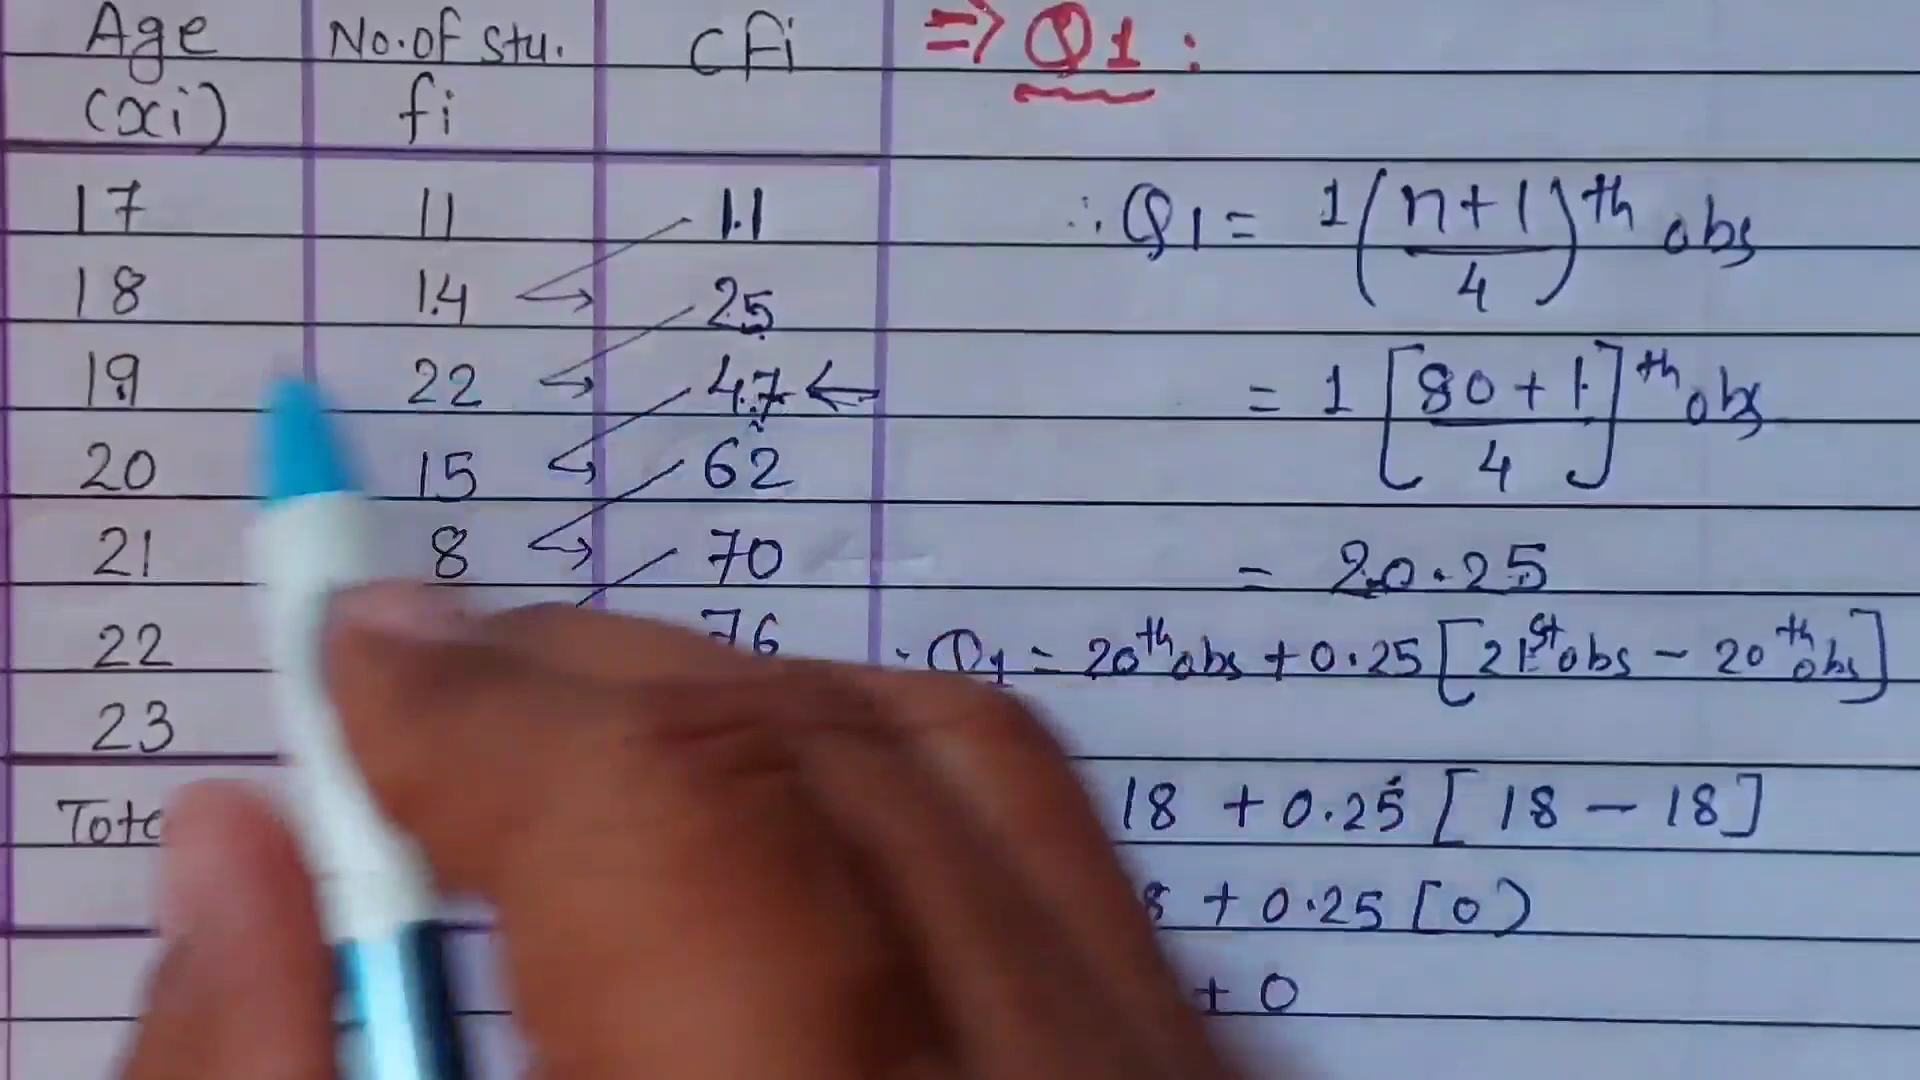 Age No.of Stu. CFi => Q1 :
(xi) fi
17 11 11 ∴ Q1 = 1(n+1/4)th obs
18 14 25
19 22 47 ← = 1[80+1/4]th obs
20 15 62
21 8 70 = 20.25
22 76 Q1 = 20th obs + 0.25 [21st obs - 20th obs]
23
18 + 0.25 [18 - 18]
8 + 0.25 [0)
+ 0